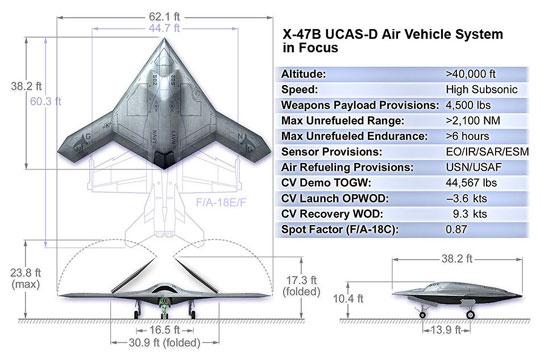 62.1 ft
44.7 ft
38.2 ft
60.3 ft
F/A-18E/F
X-47B UCAS-D Air Vehicle System
in Focus
Altitude: >40,000 ft
Speed: High Subsonic
Weapons Payload Provisions: 4,500 lbs
Max Unrefueled Range: >2,100 NM
Max Unrefueled Endurance: >6 hours
Sensor Provisions: EO/IR/SAR/ESM
Air Refueling Provisions: USN/USAF
CV Demo TOGW: 44,567 lbs
CV Launch OPWOD: –3.6 kts
CV Recovery WOD: 9.3 kts
Spot Factor (F/A-18C): 0.87
23.8 ft
(max)
17.3 ft
(folded)
16.5 ft
30.9 ft (folded)
38.2 ft
10.4 ft
13.9 ft